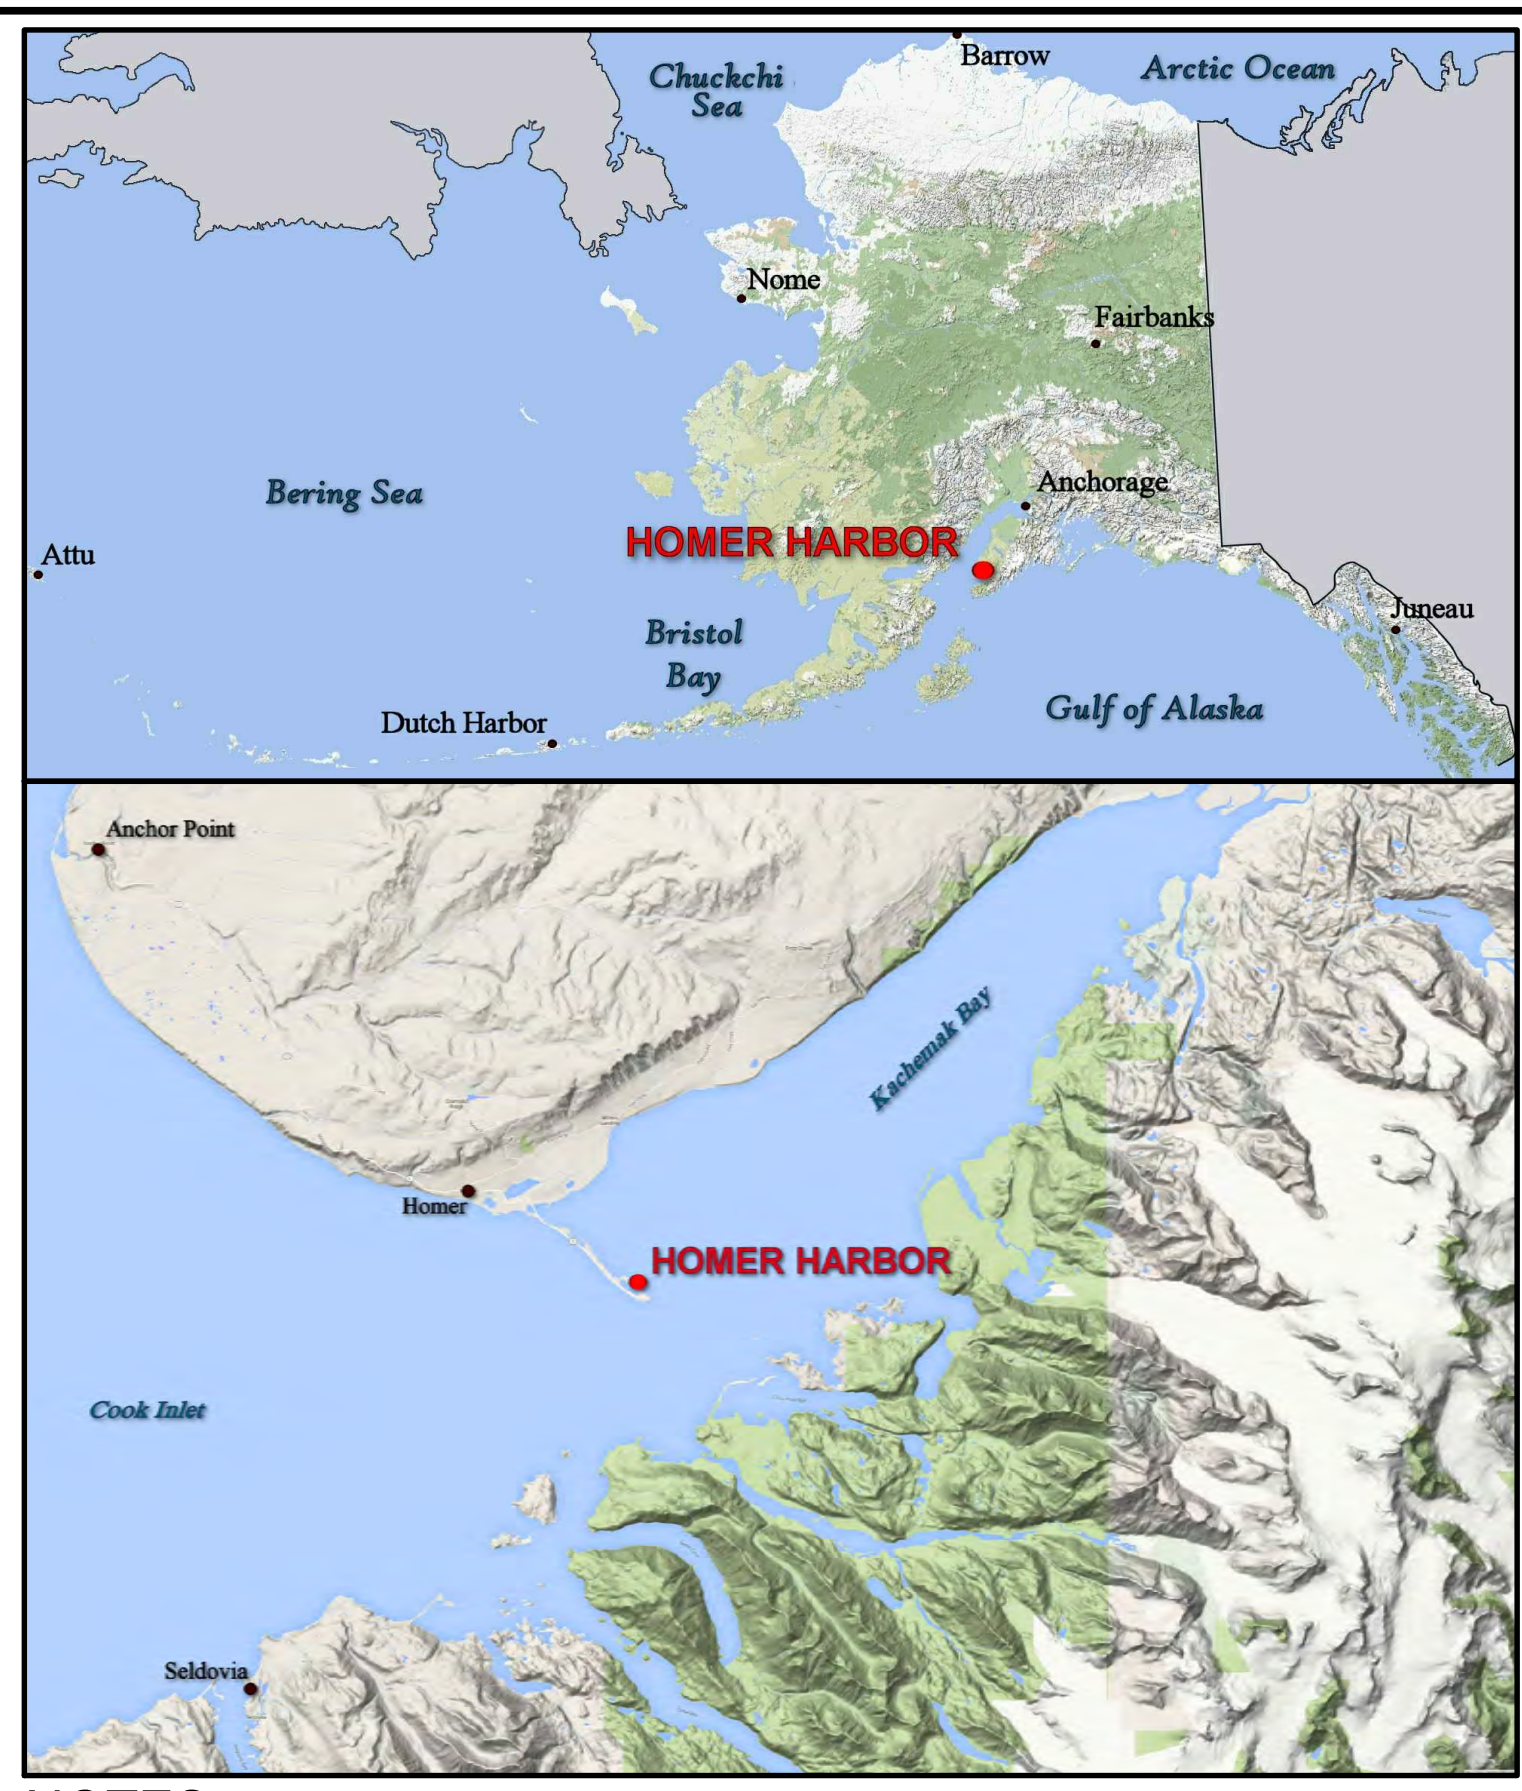 Barrow
Chuckchi
Sea
Arctic Ocean
Nome
Fairbanks
Anchorage
Bering Sea
HOMER HARBOR
Attu
Juneau
Bristol
Bay
Gulf of Alaska
Dutch Harbor
Anchor Point
Kachemak Bay
Homer
HOMER HARBOR
Cook Inlet
Seldovia